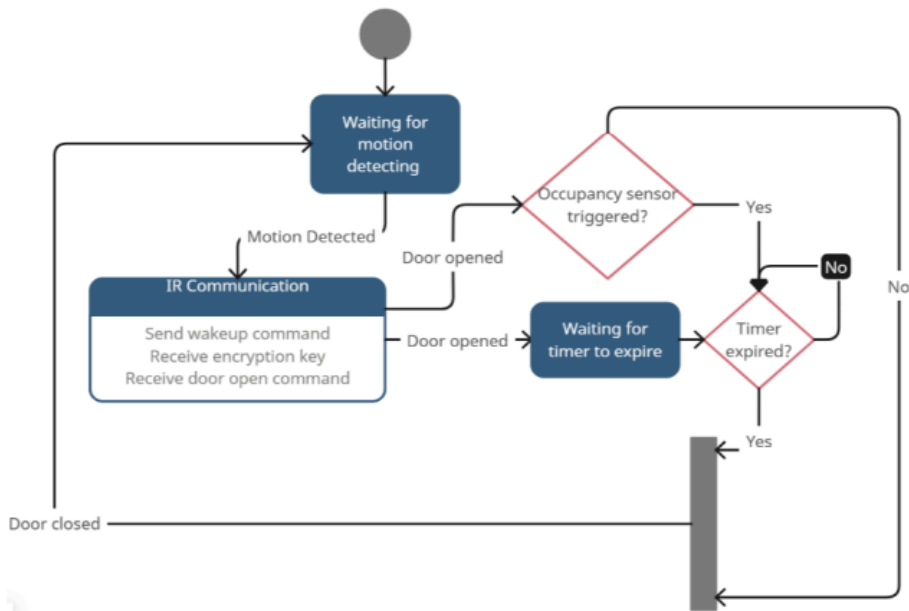 Waiting for
motion
detecting
Occupancy sensor
triggered?
Yes
Motion Detected
Door opened
No
No
IR Communication
Send wakeup command
Receive encryption key
Receive door open command
Door opened
Waiting for
timer to expire
Timer
expired?
Yes
Door closed